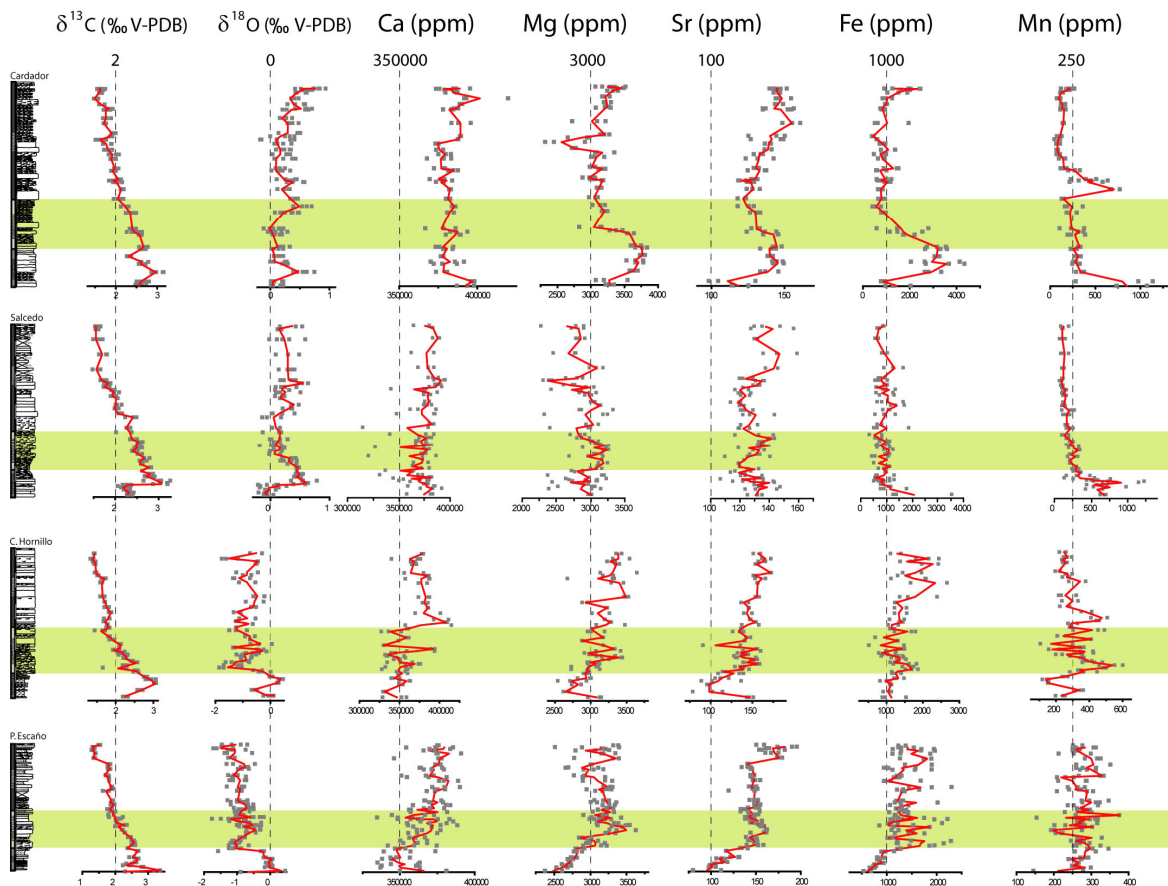 δ13C (‰ V-PDB) δ18O (‰ V-PDB) Ca (ppm) Mg (ppm) Sr (ppm) Fe (ppm) Mn (ppm)
2 0 350000 3000 100 1000 250
Cardador
2 3 0 1 350000 400000 2500 3000 3500 4000 100 150 0 2000 4000 0 500 1000
Salcedo
2 3 0 1 300000 350000 400000 2000 2500 3000 3500 100 120 140 160 0 1000 2000 3000 4000 0 500 1000
C. Hornillo
2 3 -2 0 300000 350000 400000 2500 3000 3500 100 150 1000 2000 3000 200 400 600
P. Escaño
1 2 3 -2 -1 0 350000 400000 2500 3000 3500 100 150 200 1000 2000 100 200 300 400